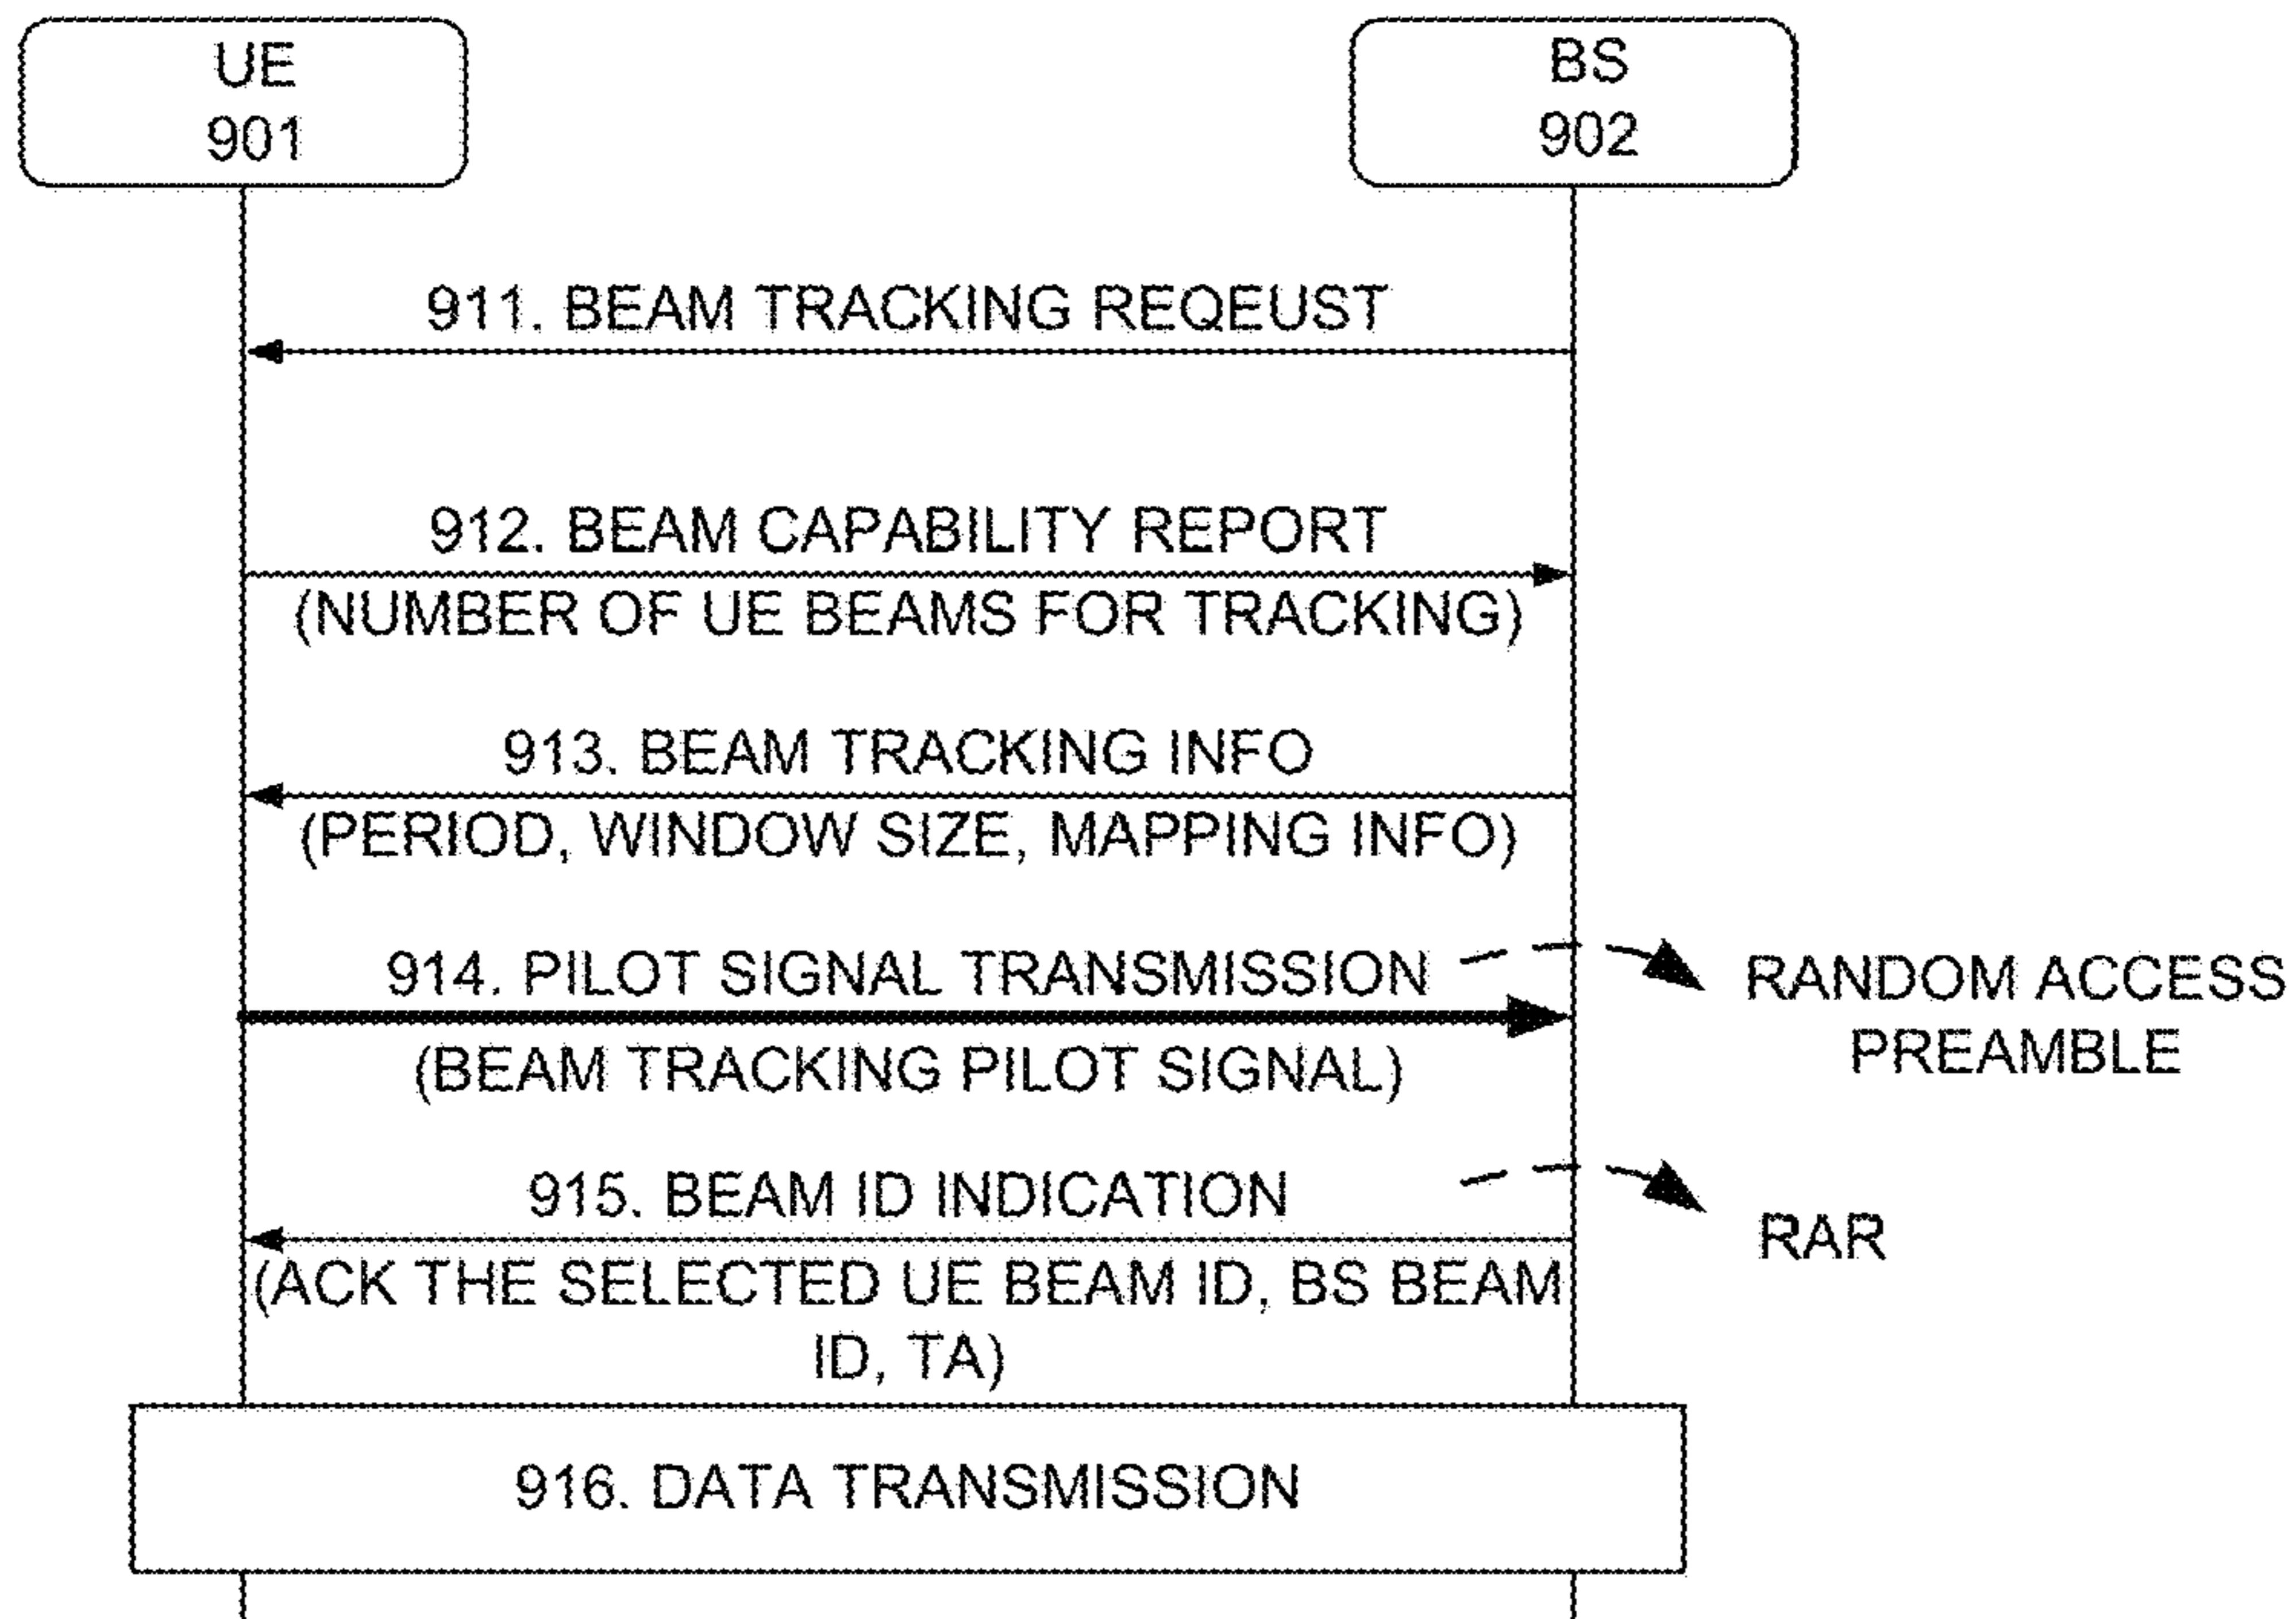 UE
901
BS
902
911. BEAM TRACKING REQEUST
912. BEAM CAPABILITY REPORT
(NUMBER OF UE BEAMS FOR TRACKING)
913. BEAM TRACKING INFO
(PERIOD, WINDOW SIZE, MAPPING INFO)
914. PILOT SIGNAL TRANSMISSION
(BEAM TRACKING PILOT SIGNAL)
RANDOM ACCESS
PREAMBLE
915. BEAM ID INDICATION
(ACK THE SELECTED UE BEAM ID, BS BEAM
ID, TA)
RAR
916. DATA TRANSMISSION